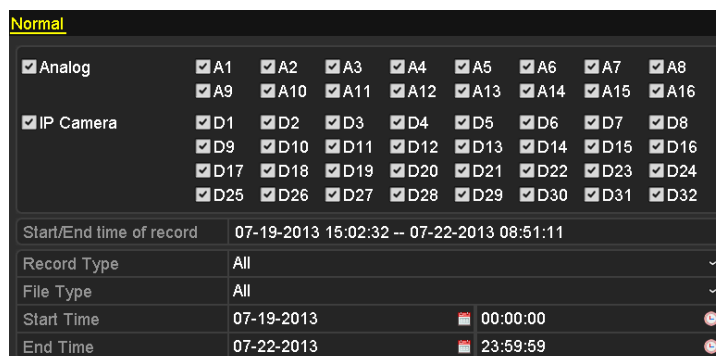 Normal
Analog A1 A2 A3 A4 A5 A6 A7 A8
A9 A10 A11 A12 A13 A14 A15 A16
IP Camera D1 D2 D3 D4 D5 D6 D7 D8
D9 D10 D11 D12 D13 D14 D15 D16
D17 D18 D19 D20 D21 D22 D23 D24
D25 D26 D27 D28 D29 D30 D31 D32
Start/End time of record 07-19-2013 15:02:32 -- 07-22-2013 08:51:11
Record Type All
File Type All
Start Time 07-19-2013 00:00:00
End Time 07-22-2013 23:59:59